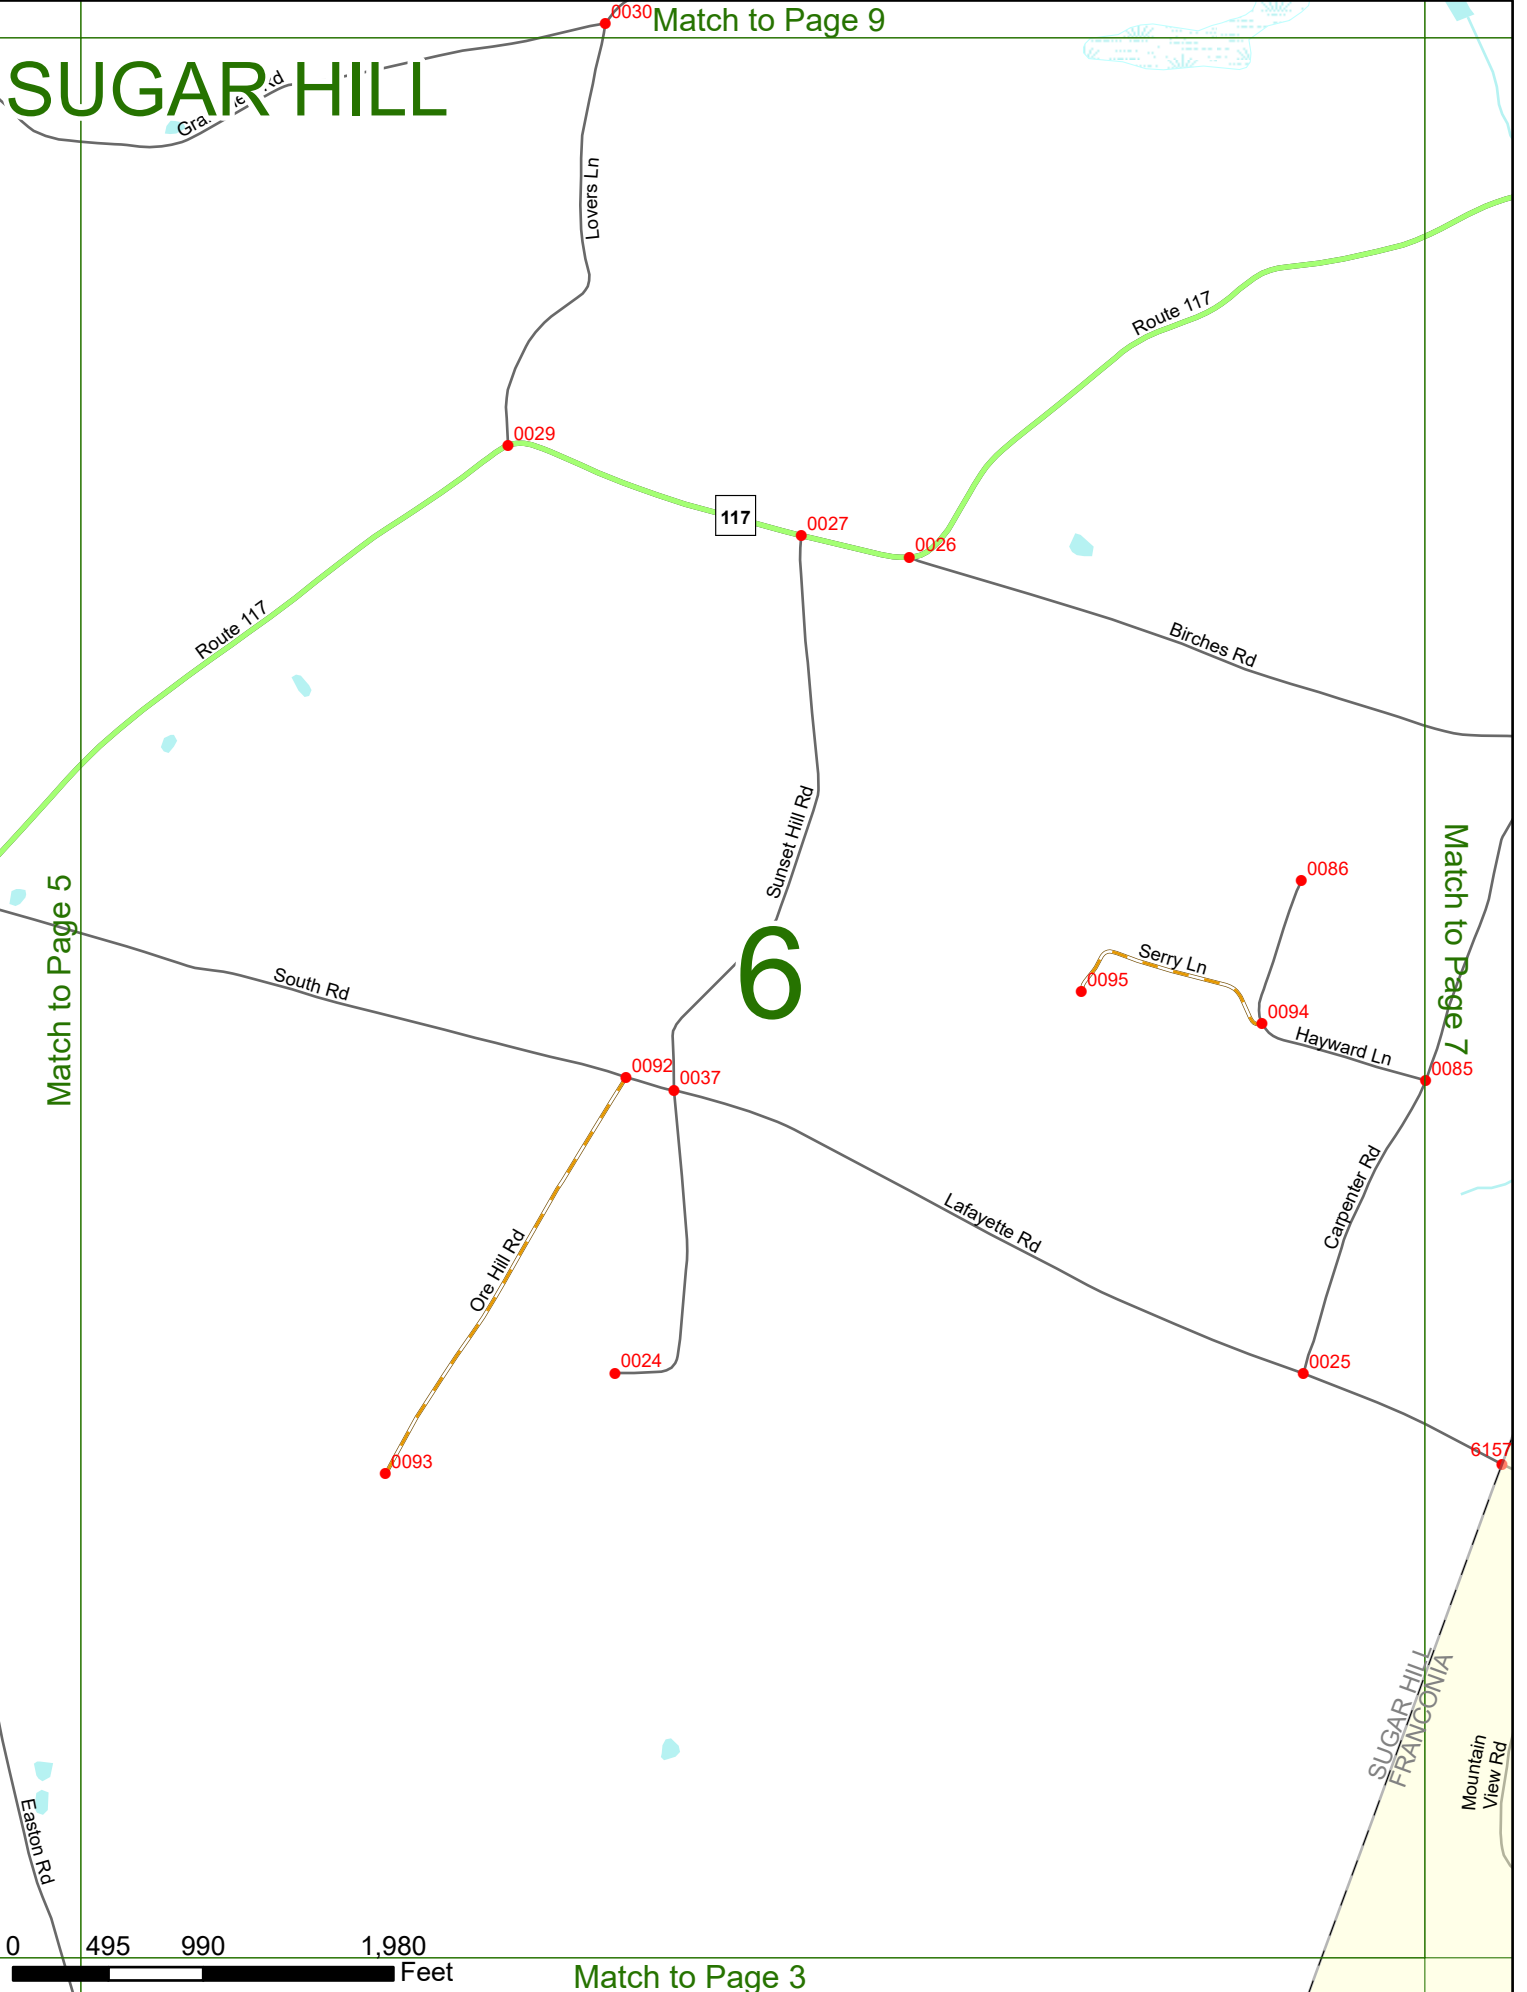 0030
Match to Page 9
SUGAR HILL
Rd
Lovers Ln
Route 117
0029
117
0027
0026
Route 117
Birches Rd
Sunset Hill Rd
Match to Page 5
Match to Page 7
0086
6
Serry Ln
0095
South Rd
0094
Hayward Ln
0092
0037
0085
Carpenter Rd
Lafayette Rd
Ore Hill Rd
0024
0025
0093
6157
SUGAR HILL
FRANCONIA
Mountain
View Rd
Easton Rd
0 495 990 1,980
Feet
Match to Page 3